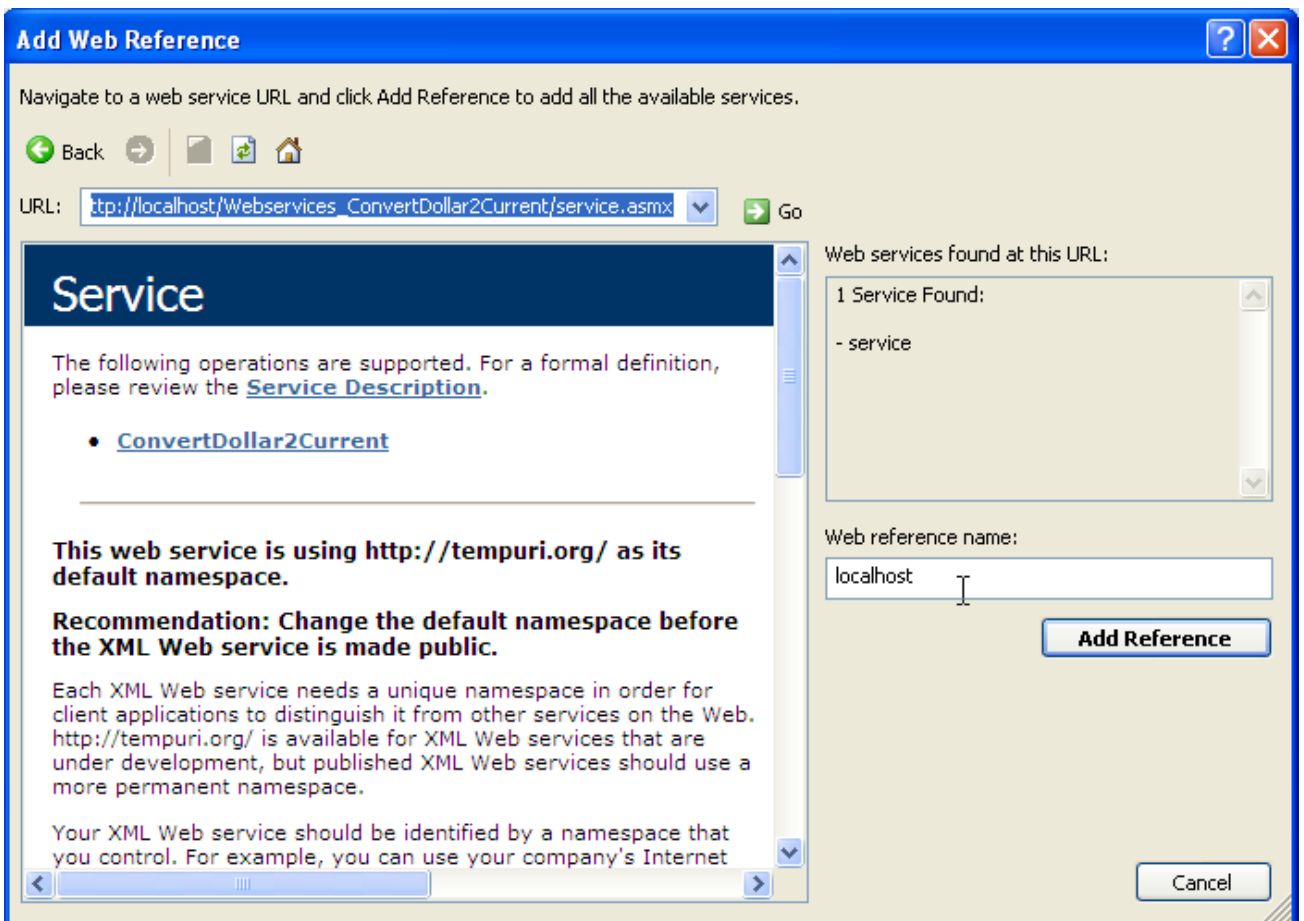 Add Web Reference
Navigate to a web service URL and click Add Reference to add all the available services.
Back
URL: ttp://localhost/Webservices_ConvertDollar2Current/service.asmx Go
Service
The following operations are supported. For a formal definition,
please review the Service Description.
• ConvertDollar2Current
This web service is using http://tempuri.org/ as its
default namespace.
Recommendation: Change the default namespace before
the XML Web service is made public.
Each XML Web service needs a unique namespace in order for
client applications to distinguish it from other services on the Web.
http://tempuri.org/ is available for XML Web services that are
under development, but published XML Web services should use a
more permanent namespace.
Your XML Web service should be identified by a namespace that
you control. For example, you can use your company's Internet
Web services found at this URL:
1 Service Found:
- service
Web reference name:
localhost
Add Reference
Cancel